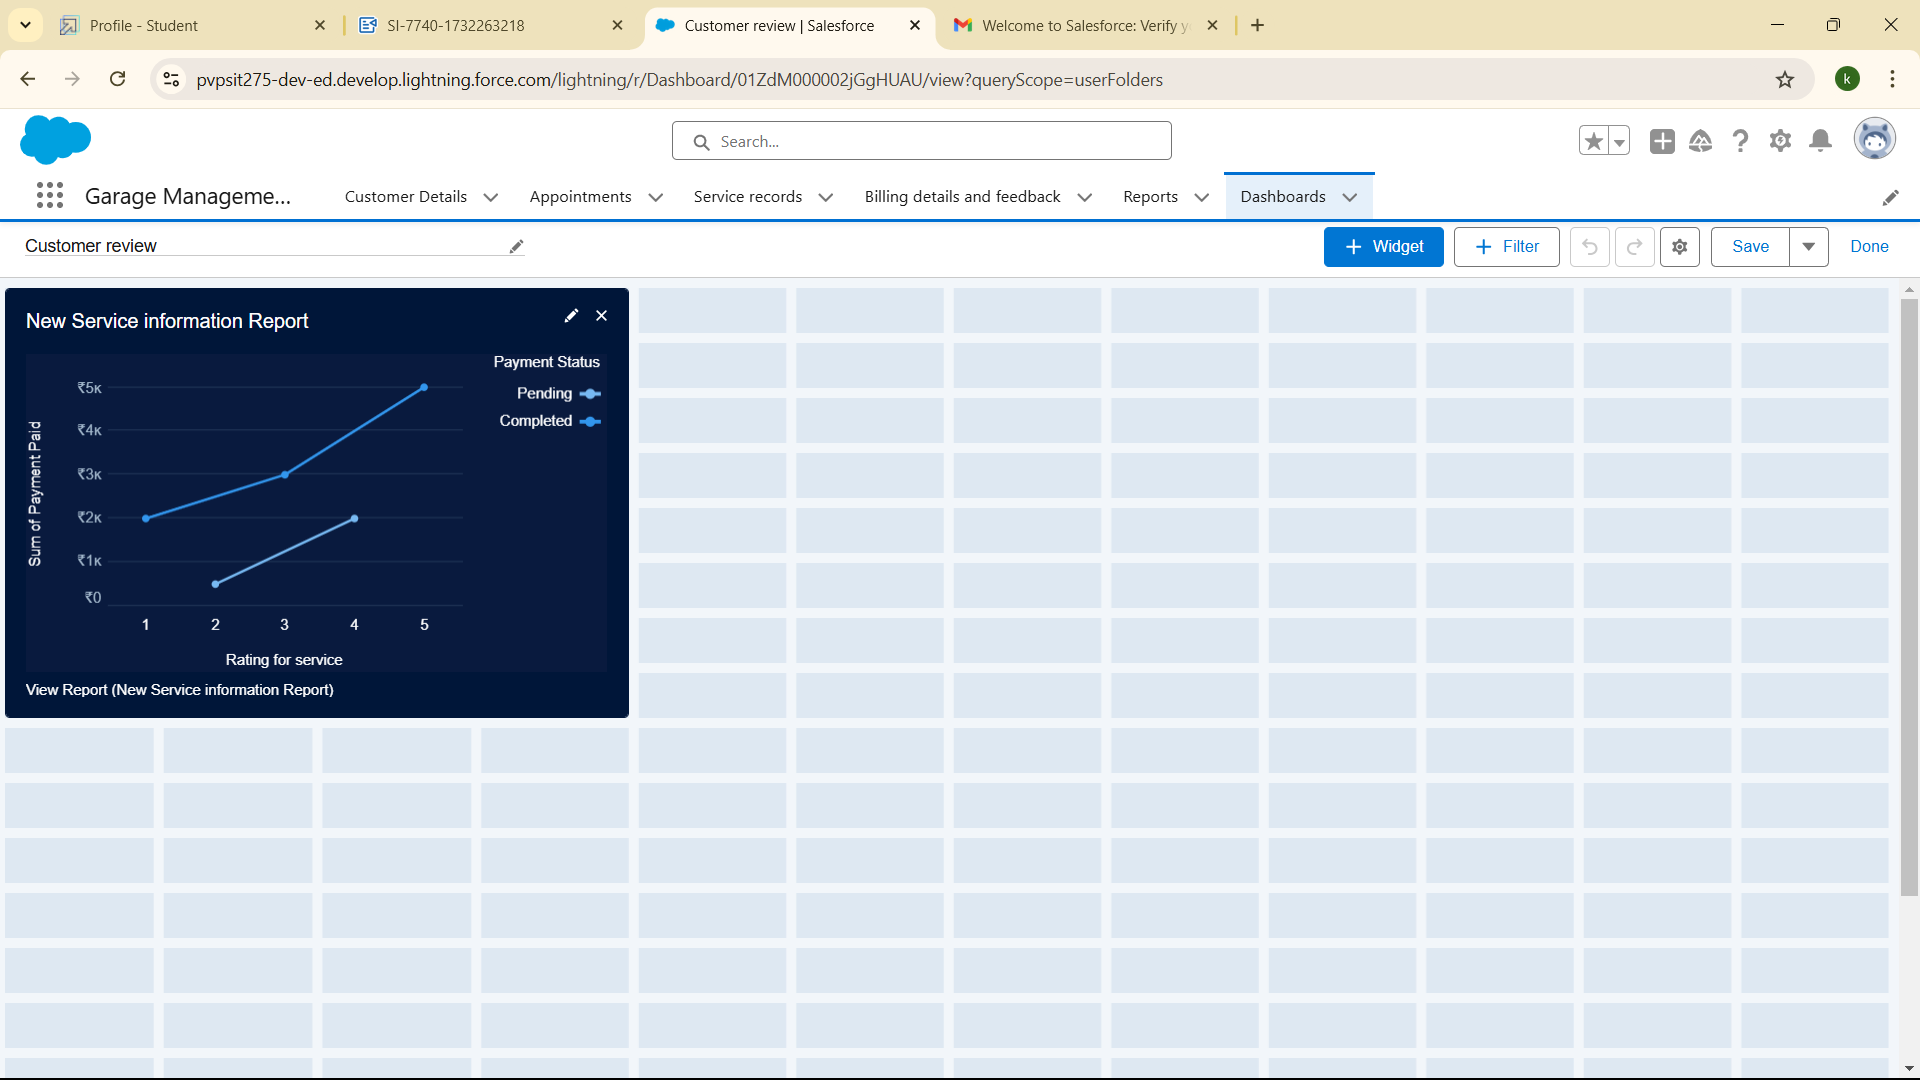 Profile - Student
SI-7740-1732263218
Customer review | Salesforce
Welcome to Salesforce: Verify y
pvpsit275-dev-ed.develop.lightning.force.com/lightning/r/Dashboard/01ZdM000002jGgHUAU/view?queryScope=userFolders
k
Search...
Garage Manageme...
Customer Details
Appointments
Service records
Billing details and feedback
Reports
Dashboards
Customer review
+ Widget
+ Filter
Save
Done
New Service information Report
Payment Status
Pending
Completed
Sum of Payment Paid
₹5K
₹4K
₹3K
₹2K
₹1K
₹0
1 2 3 4 5
Rating for service
View Report (New Service information Report)